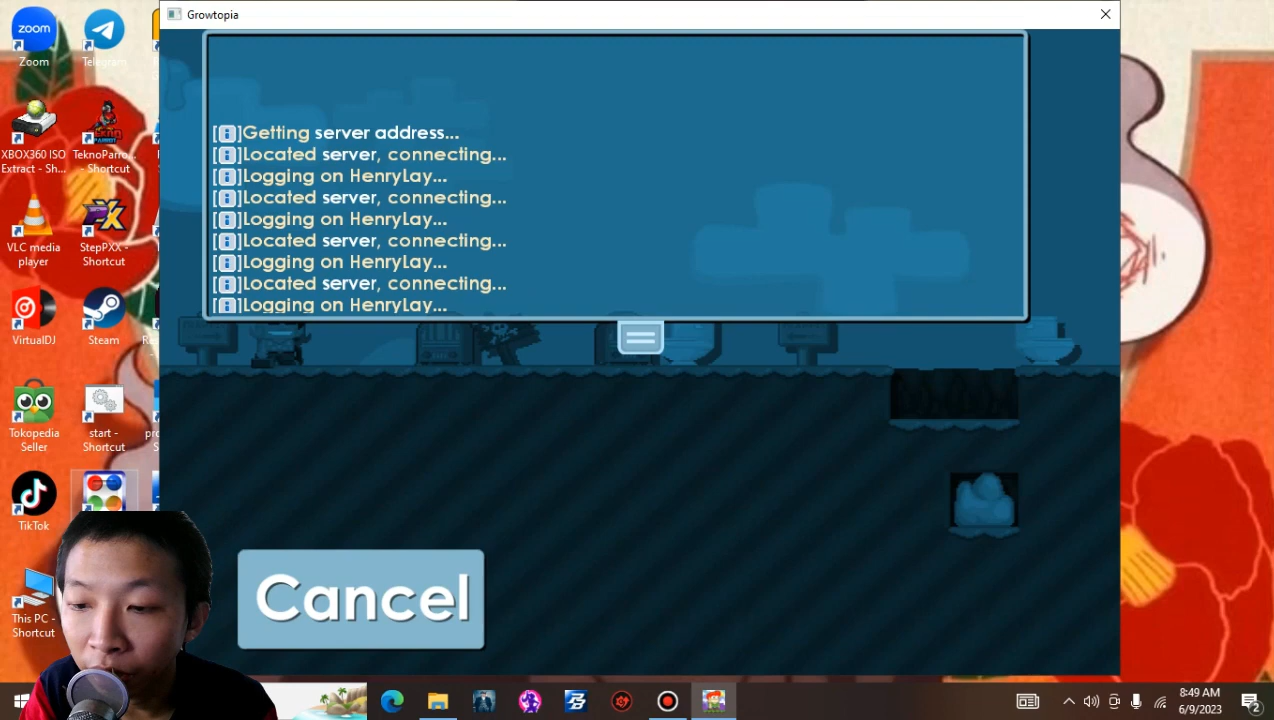 Growtopia
zoom
Zoom
Telegram
XBOX360 ISO
Extract - Sh...
TeknoParro...
- Shortcut
VLC media
player
StepPXX -
Shortcut
VirtualDJ
Steam
Tokopedia
Seller
start -
Shortcut
TikTok
This PC -
Shortcut
[i]Getting server address...
[i]Located server, connecting...
[i]Logging on HenryLay...
[i]Located server, connecting...
[i]Logging on HenryLay...
[i]Located server, connecting...
[i]Logging on HenryLay...
[i]Located server, connecting...
[i]Logging on HenryLay...
Cancel
8:49 AM
6/9/2023
2